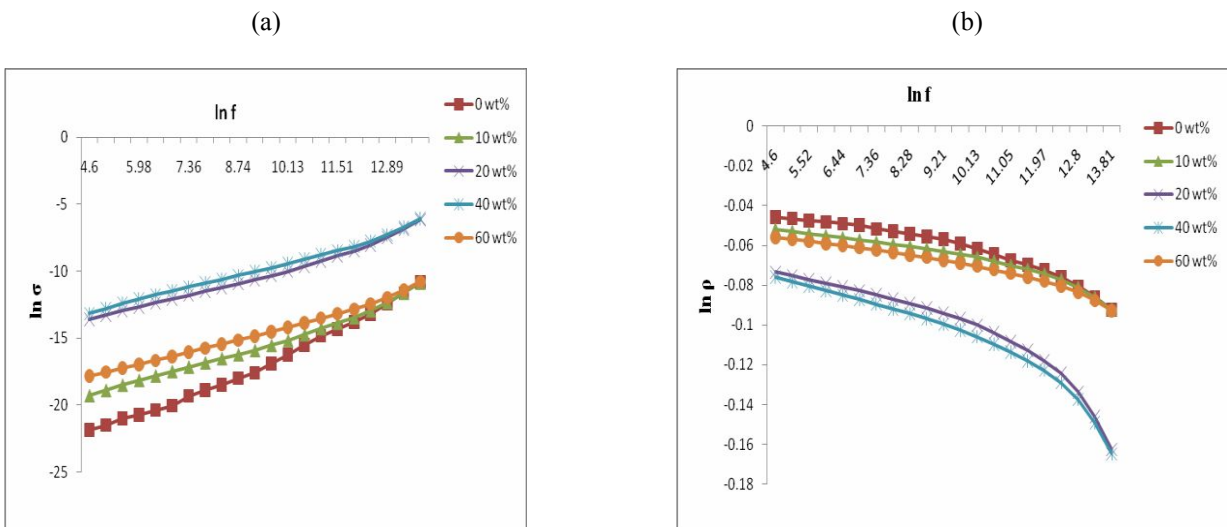 (a)
(b)
ln f
0
-5
-10
-15
-20
-25
4.6 5.98 7.36 8.74 10.13 11.51 12.89
ln σ
0 wt%
10 wt%
20 wt%
40 wt%
60 wt%
ln f
0
-0.02
-0.04
-0.06
-0.08
-0.1
-0.12
-0.14
-0.16
-0.18
4.6 5.52 6.44 7.36 8.28 9.21 10.13 11.05 11.97 12.8 13.81
ln ρ
0 wt%
10 wt%
20 wt%
40 wt%
60 wt%